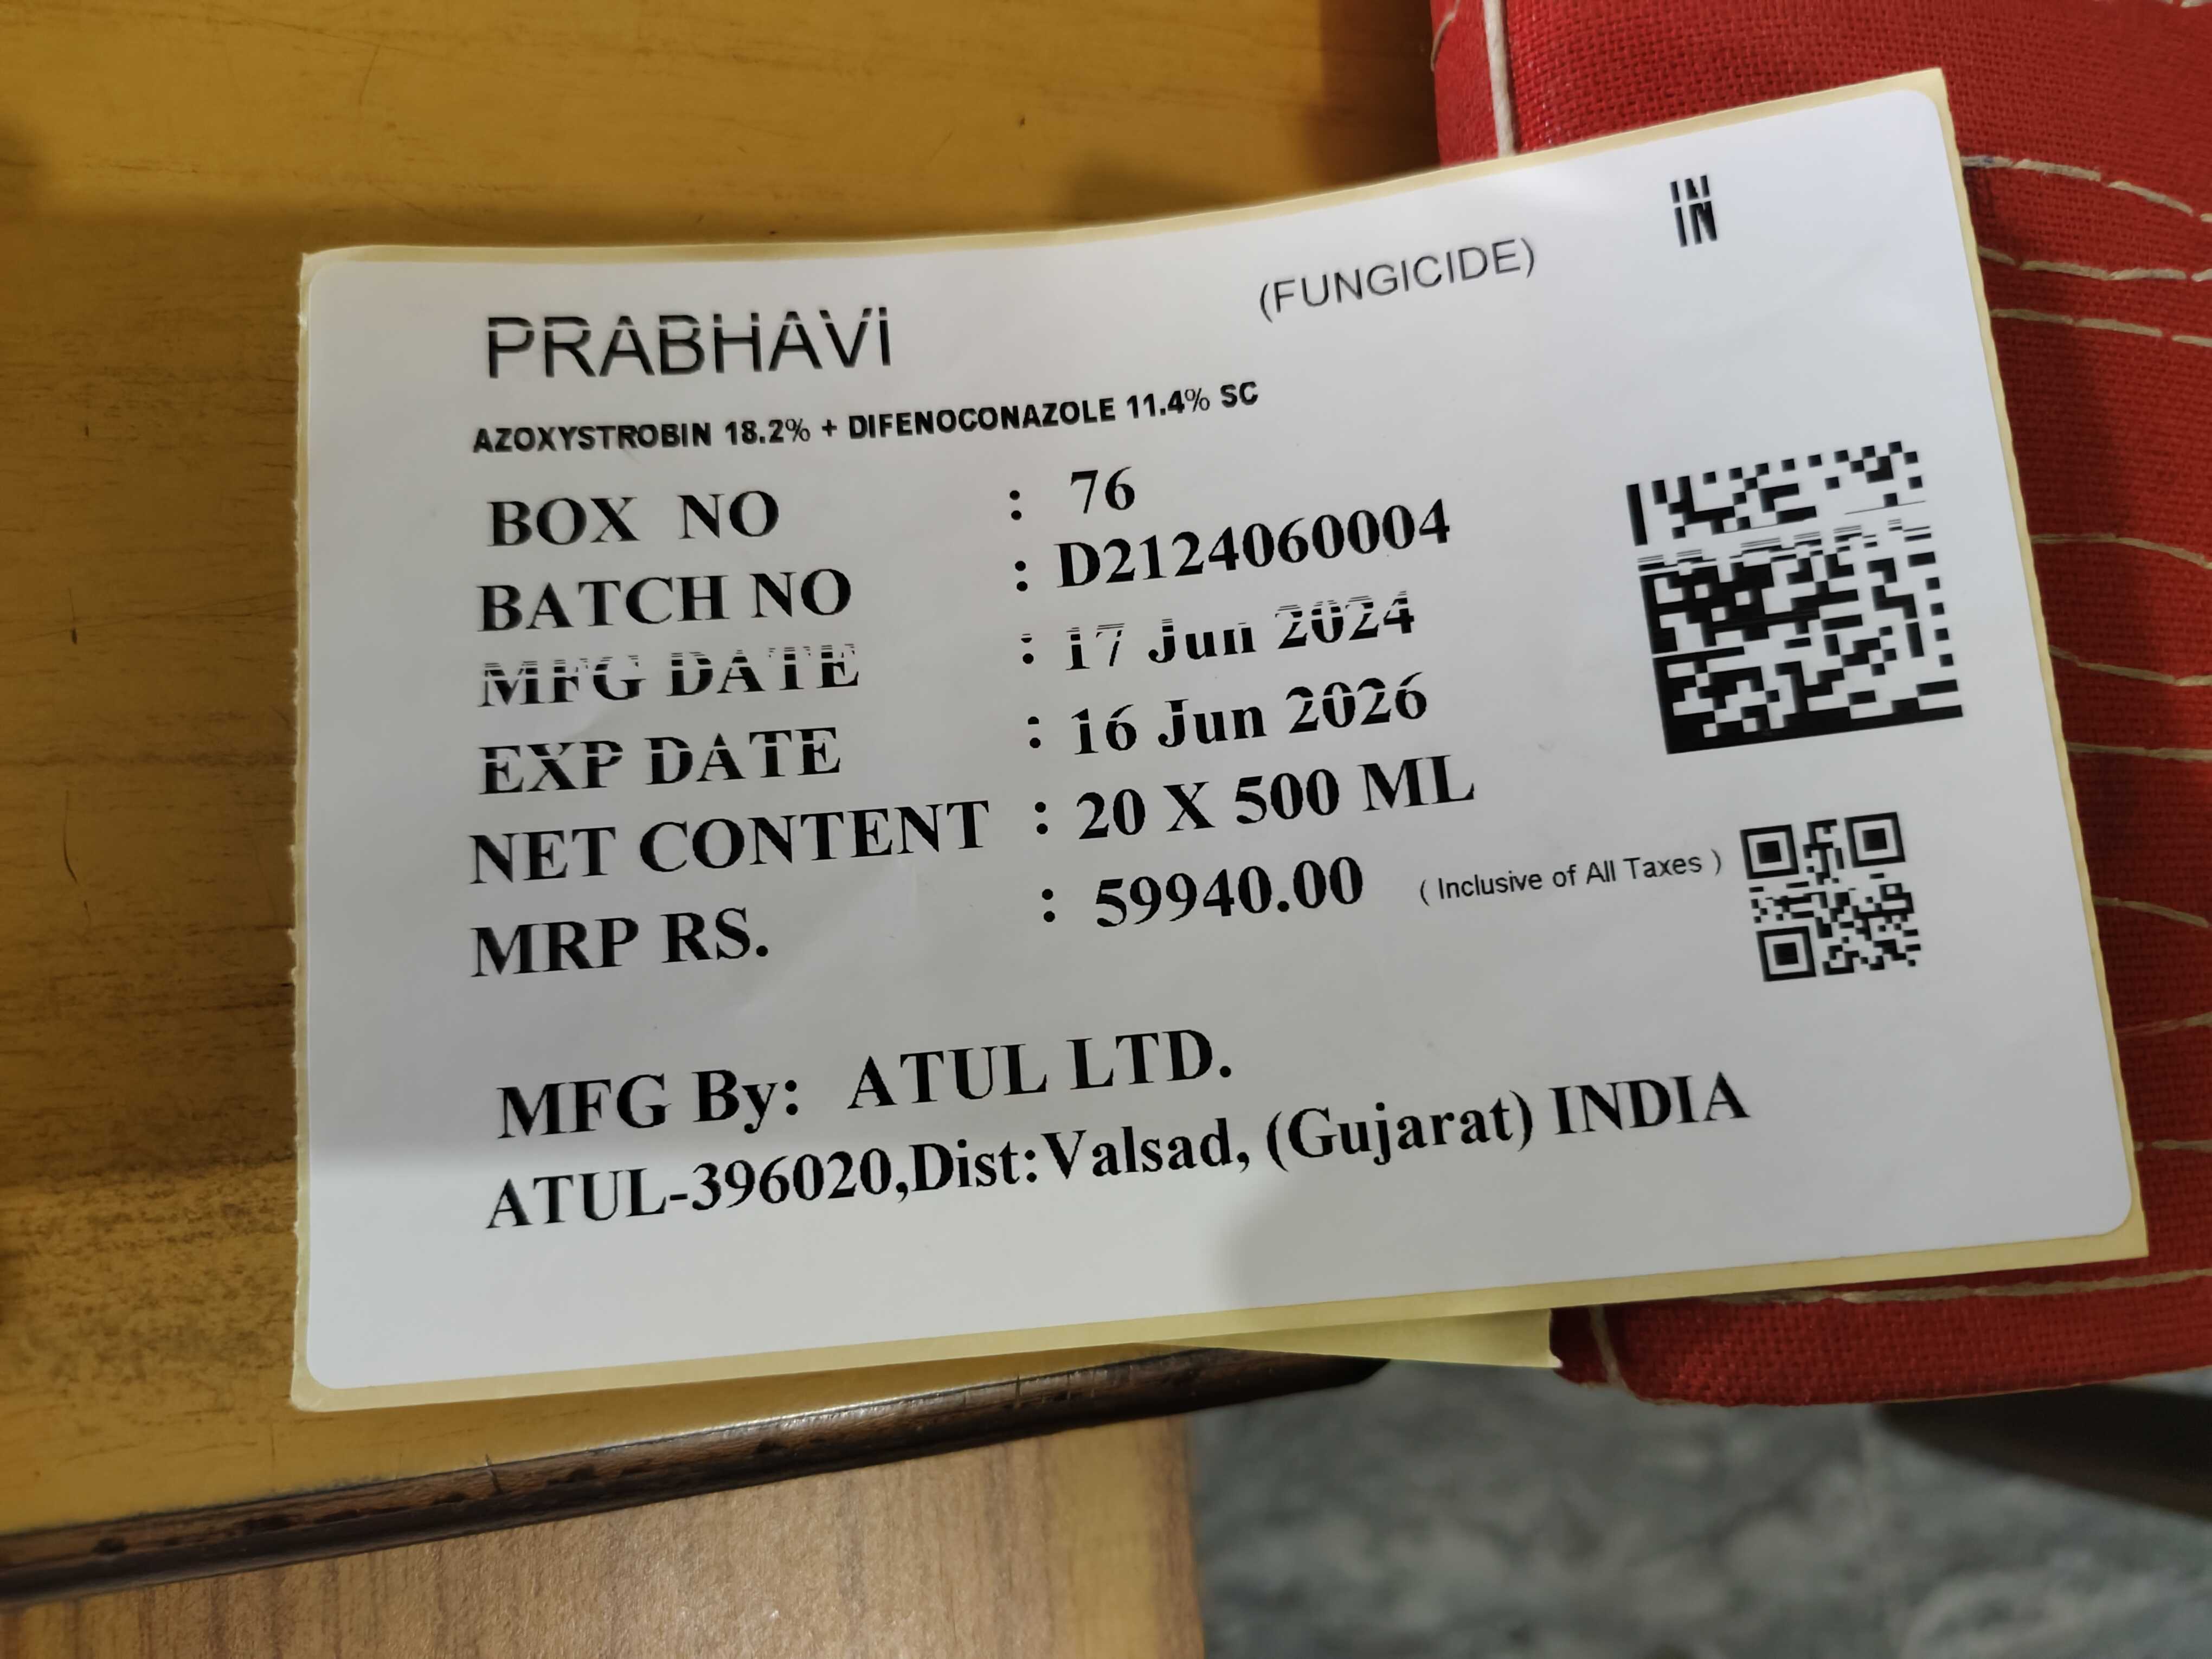 IN
PRABHAVI (FUNGICIDE)
AZOXYSTROBIN 18.2% + DIFENOCONAZOLE 11.4% SC
BOX NO : 76
BATCH NO : D2124060004
MFG DATE : 17 Jun 2024
EXP DATE : 16 Jun 2026
NET CONTENT : 20 X 500 ML
MRP RS. : 59940.00 ( Inclusive of All Taxes )
MFG By: ATUL LTD.
ATUL-396020,Dist:Valsad, (Gujarat) INDIA